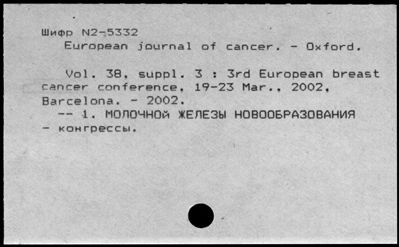 Шифр N2-5332
European journal of cancer. - Oxford.
Vol. 38, suppl. 3 : 3rd European breast
cancer conference, 19-23 Mar., 2002,
Barcelona. - 2002.
-- 1. МОЛОЧНОЙ ЖЕЛЕЗЫ НОВООБРАЗОВАНИЯ
- конгрессы.